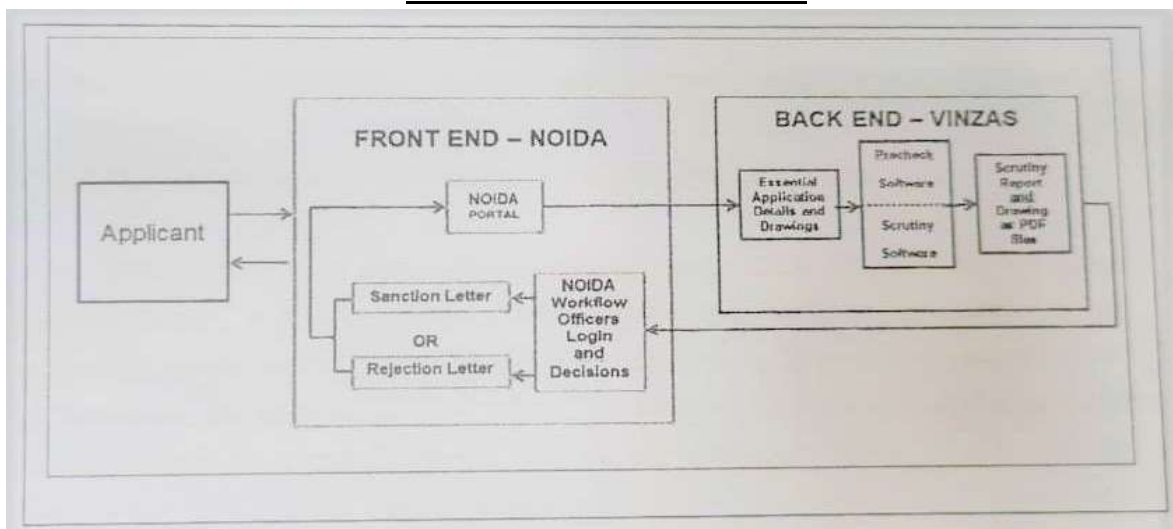 FRONT END – NOIDA
BACK END – VINZAS
Applicant
NOIDA
PORTAL
Essential
Application
Details and
Drawings
Precheck
Software
Scrutiny
Software
Scrutiny
Report
and
Drawing
as PDF
files
Sanction Letter
OR
Rejection Letter
NOIDA
Workflow
Officers
Login
and
Decisions